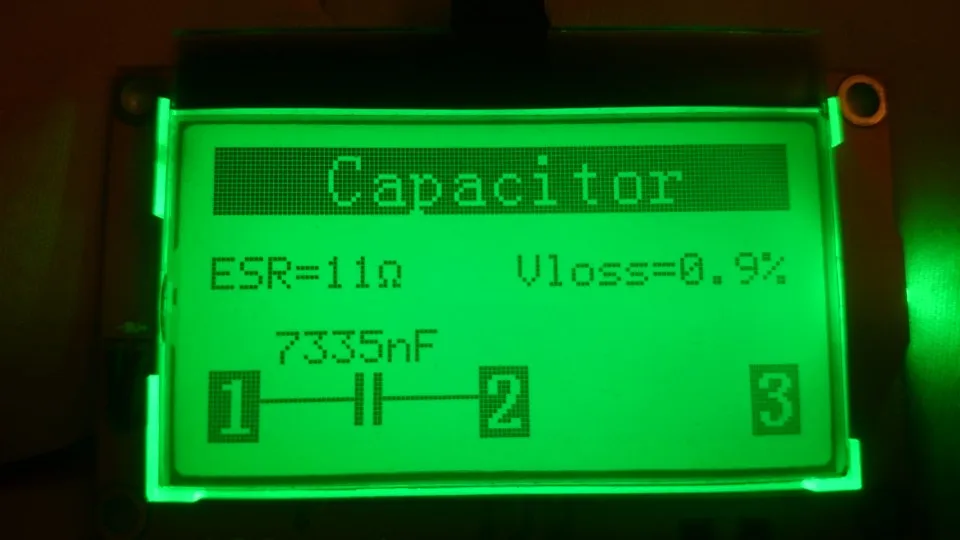 Capacitor
ESR=11Ω Vloss=0.9%
7335nF
1 2 3